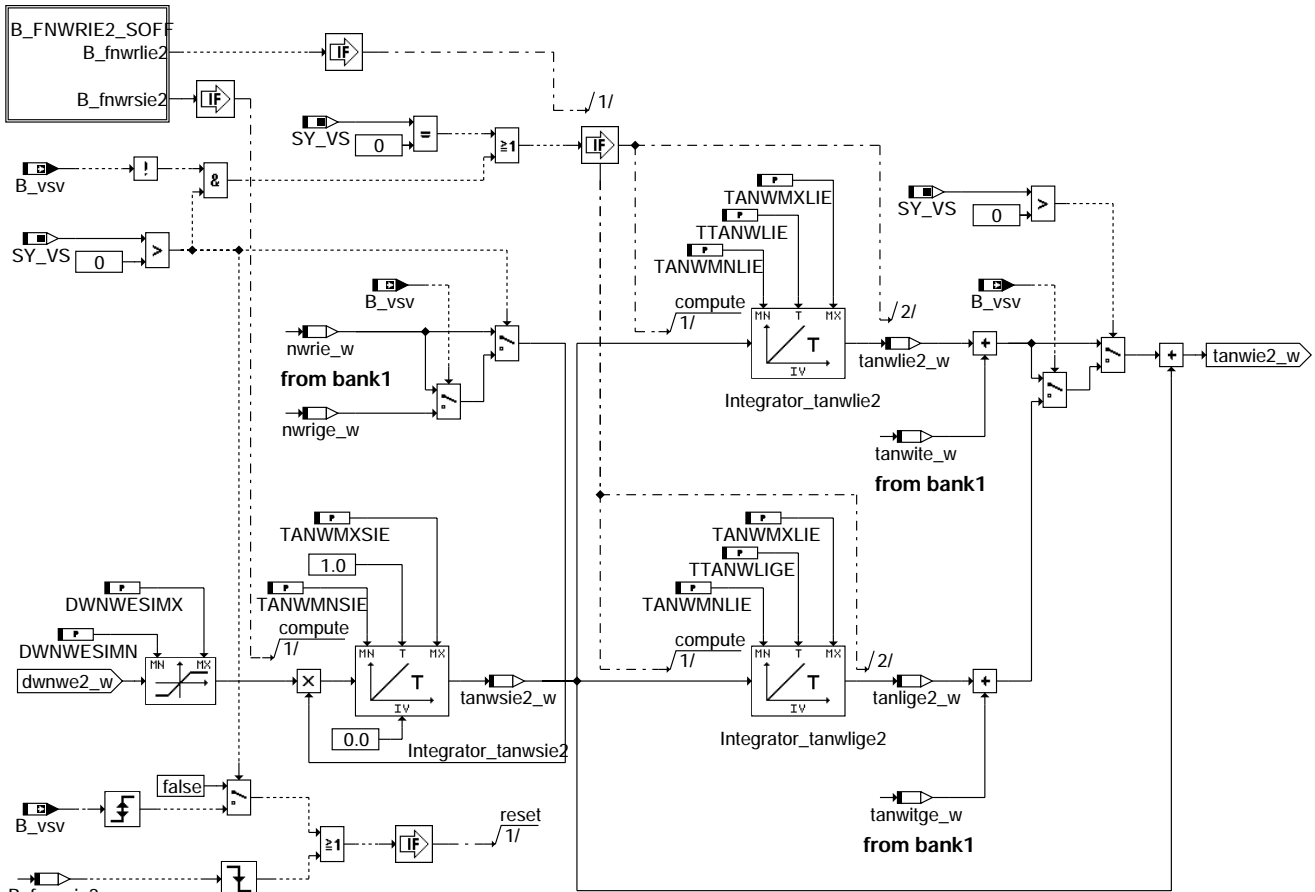 B_FNWRIE2_SOFF
B_fnwrlie2
IF
B_fnwrsie2
IF
1/
SY_VS
0
=
≥1
IF
B_vsv
!
&
SY_VS
0
>
P
TANWMXLIE
P
TTANWLIE
P
TANWMNLIE
SY_VS
0
>
B_vsv
compute
1/
MN T MX
T
IV
2/
B_vsv
nwrie_w
from bank1
nwrige_w
tanwlie2_w
+
+
tanwie2_w
Integrator_tanwlie2
tanwite_w
from bank1
P
TANWMXSIE
1.0
P
TANWMNSIE
compute
1/
P
TANWMXLIE
P
TTANWLIGE
P
TANWMNLIE
compute
1/
2/
P
DWNWESIMX
P
DWNWESIMN
MN MX
dwnwe2_w
X
MN T MX
T
IV
tanwsie2_w
0.0
Integrator_tanwsie2
MN T MX
T
IV
tanlige2_w
+
Integrator_tanwlige2
tanwitge_w
from bank1
false
B_vsv
≥1
IF
reset
1/